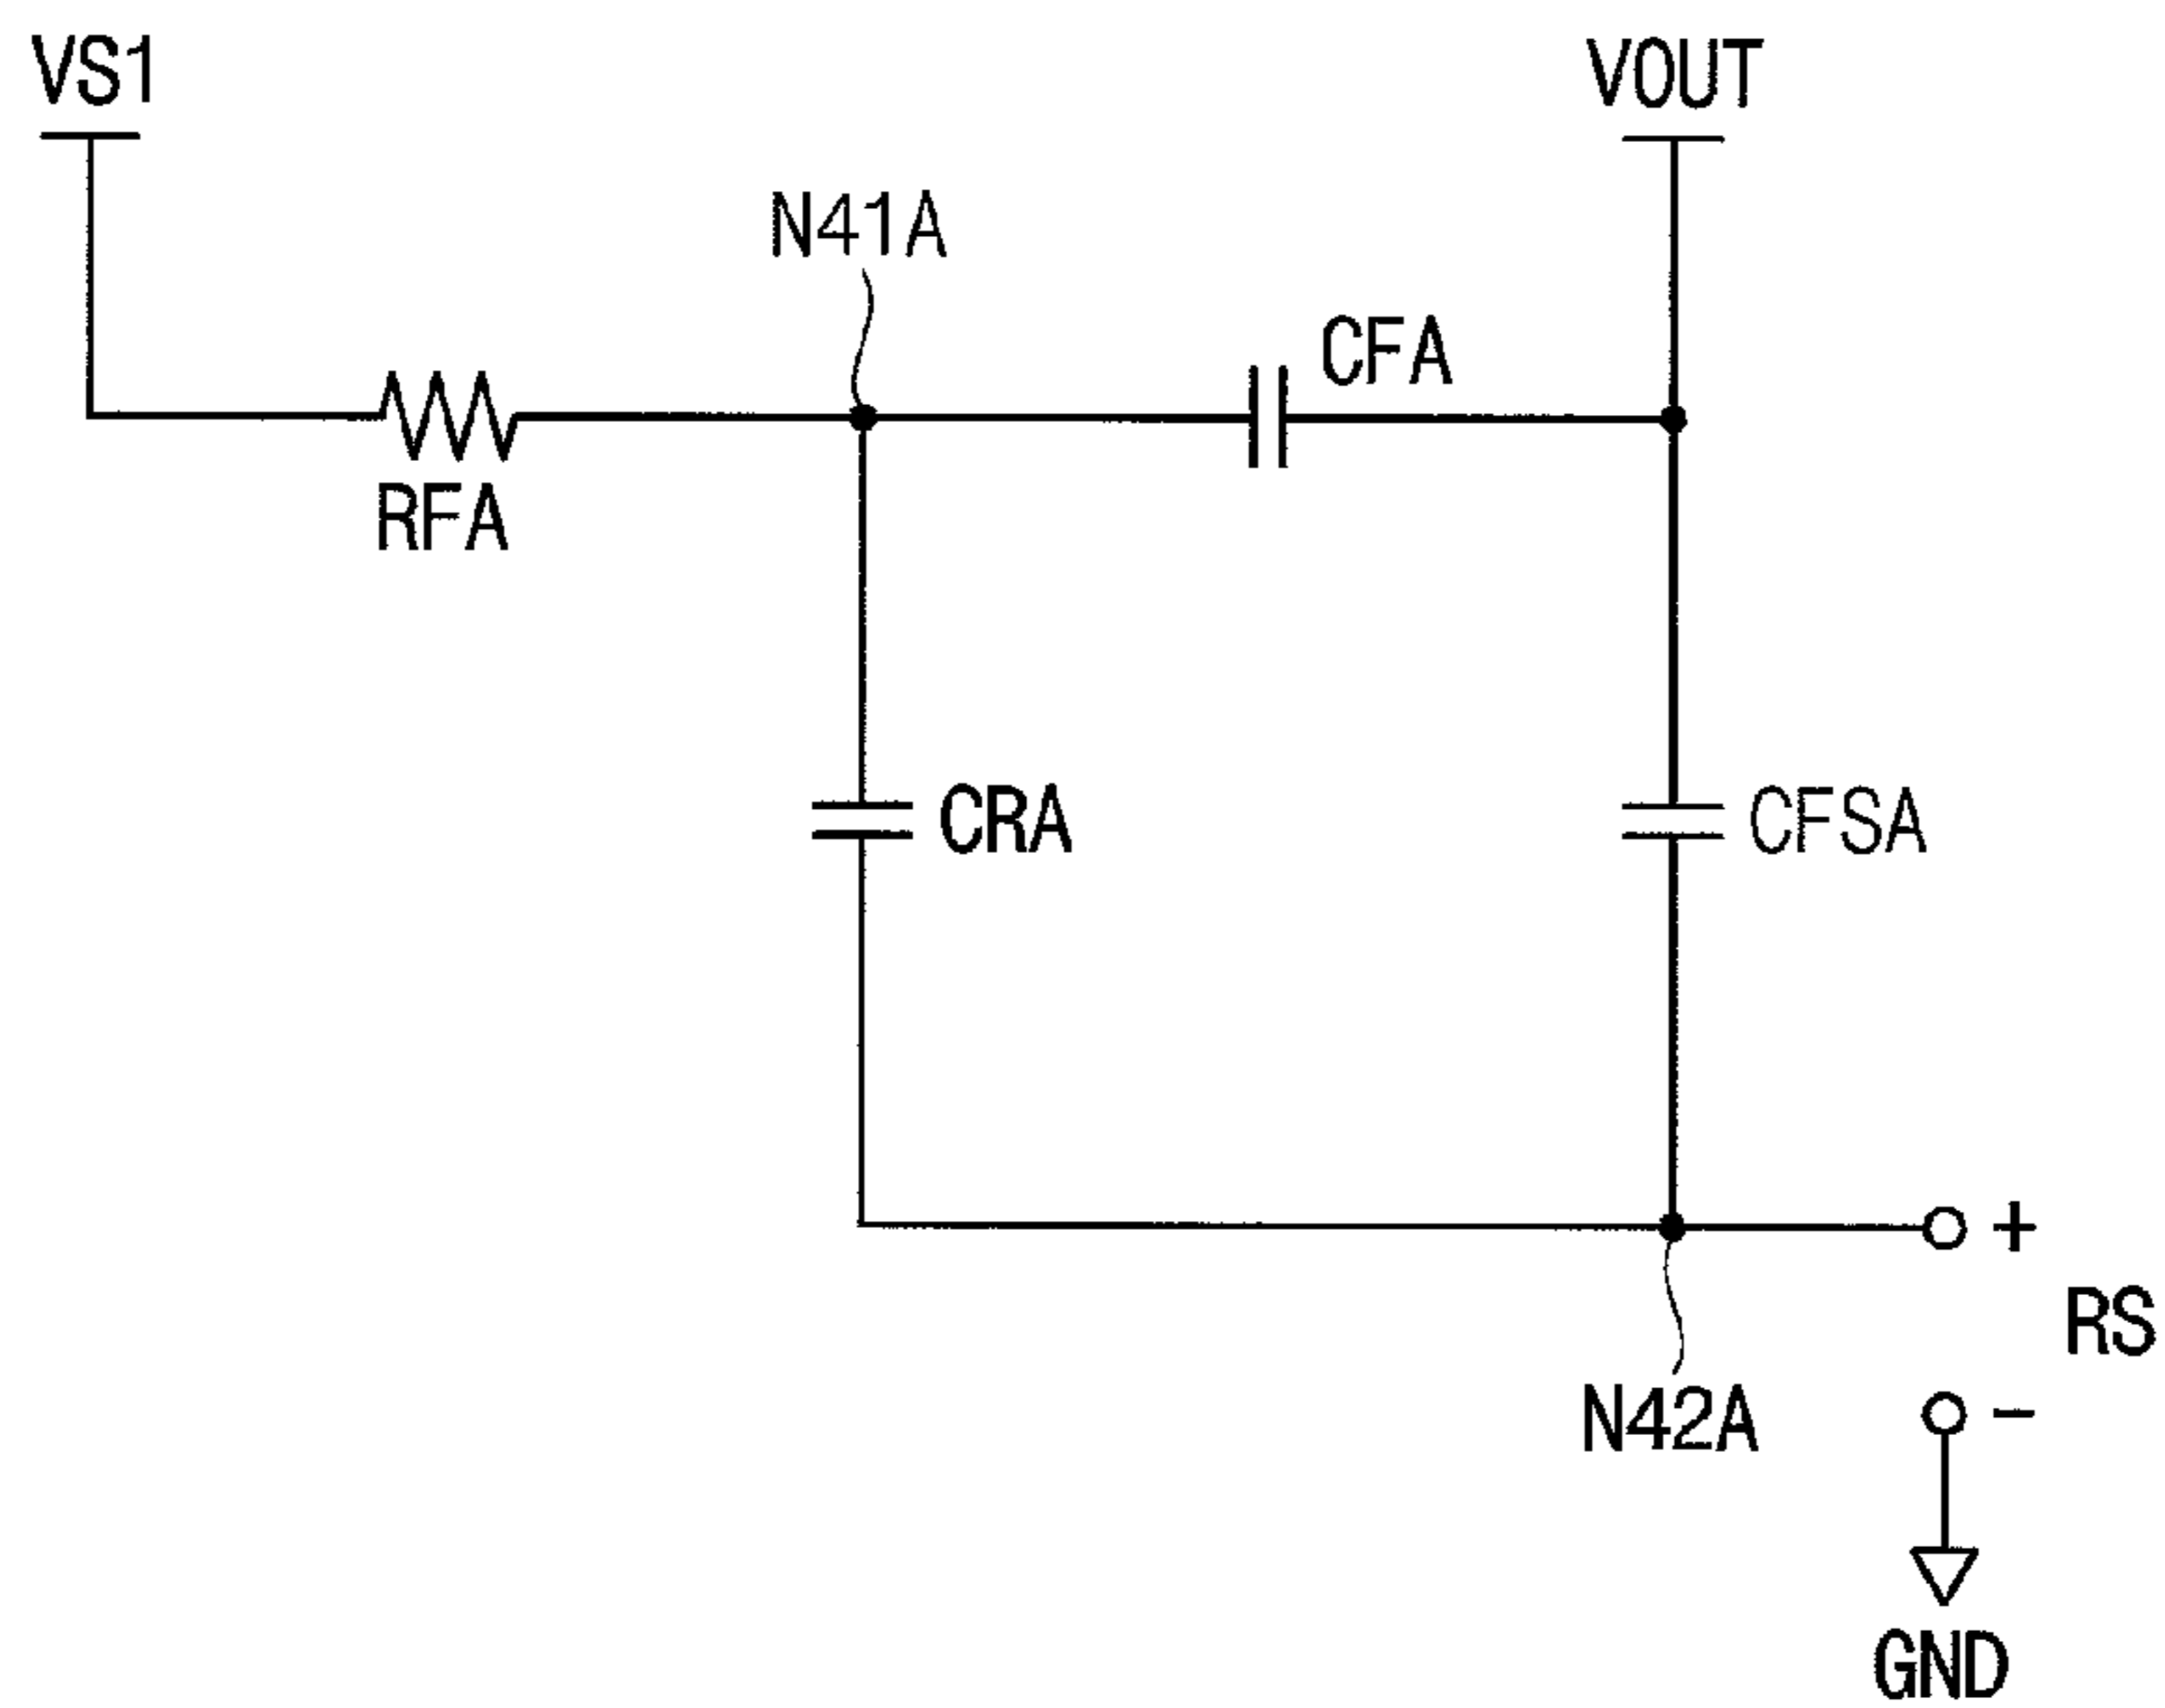 VS1
VOUT
N41A
CFA
RFA
CRA
CFSA
+
RS
N42A
-
GND